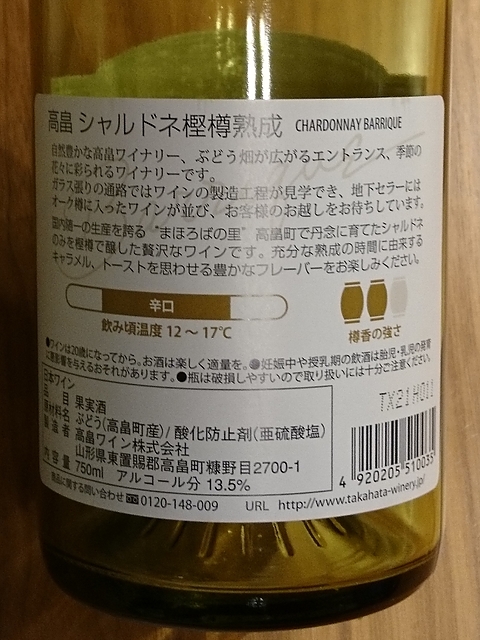 高畠 シャルドネ樫樽熟成 CHARDONNAY BARRIQUE
自然豊かな高畠ワイナリー、ぶどう畑が広がるエントランス、季節の
花々に彩られるワイナリーです。
ガラス張りの通路ではワインの製造工程が見学でき、地下セラーには
オーク樽に入ったワインが並び、お客様のお越しをお待ちしています。
国内随一の生産を誇る“まほろばの里”高畠町で丹念に育てたシャルドネ
のみを樫樽で醸した贅沢なワインです。充分な熟成の時間に由来する
キャラメル、トーストを思わせる豊かなフレーバーをお楽しみください。
辛口
飲み頃温度 12～17℃
樽香の強さ
●ワインは20歳になってから。お酒は楽しく適量を。●妊娠中や授乳期の飲酒は胎児・乳児の発育
に悪影響を与えるおそれがあります。●瓶は破損しやすいので取り扱いには十分ご注意ください。
TX21H011
日本ワイン
品目 果実酒
原材料名 ぶどう(高畠町産)/酸化防止剤(亜硫酸塩)
製造者 高畠ワイン株式会社
山形県東置賜郡高畠町糠野目2700-1
内容量 750ml アルコール分 13.5%
4 920205 510035
商品に関する問い合わせ 0120-148-009 URL http://www.takahata-winery.jp/